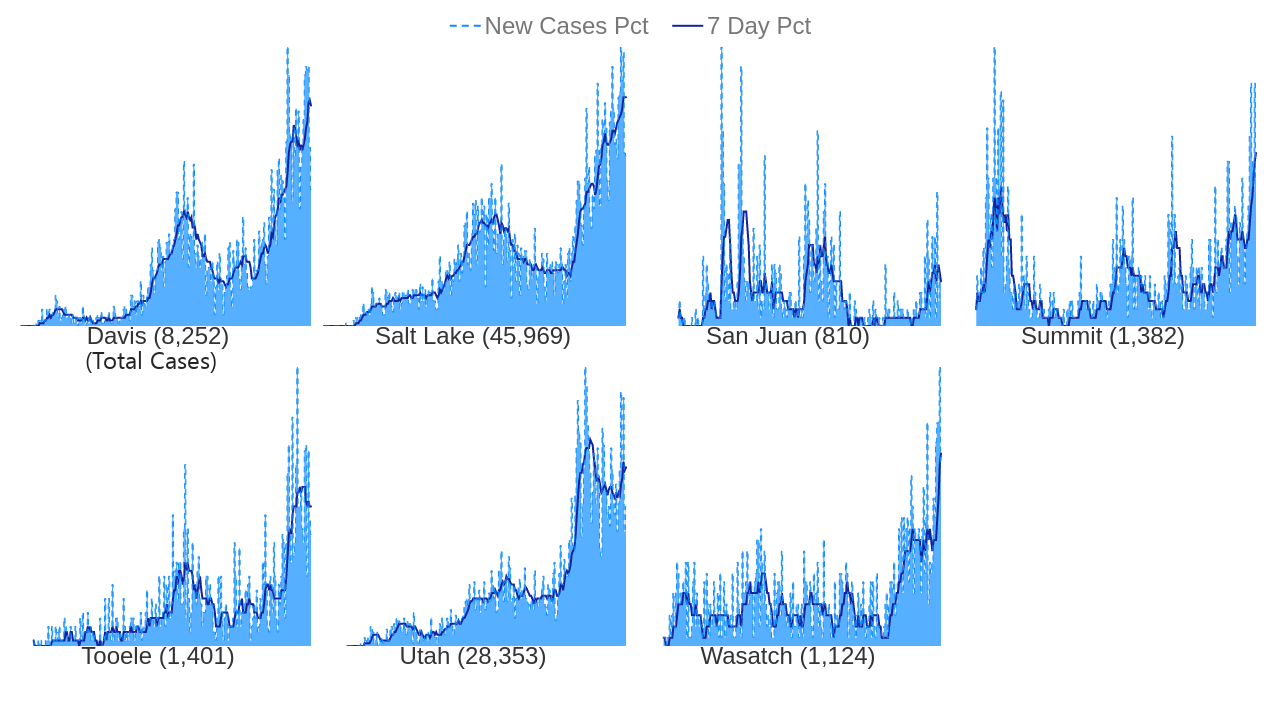 New Cases Pct 7 Day Pct
Davis (8,252) Salt Lake (45,969) San Juan (810) Summit (1,382)
(Total Cases)
Tooele (1,401) Utah (28,353) Wasatch (1,124)